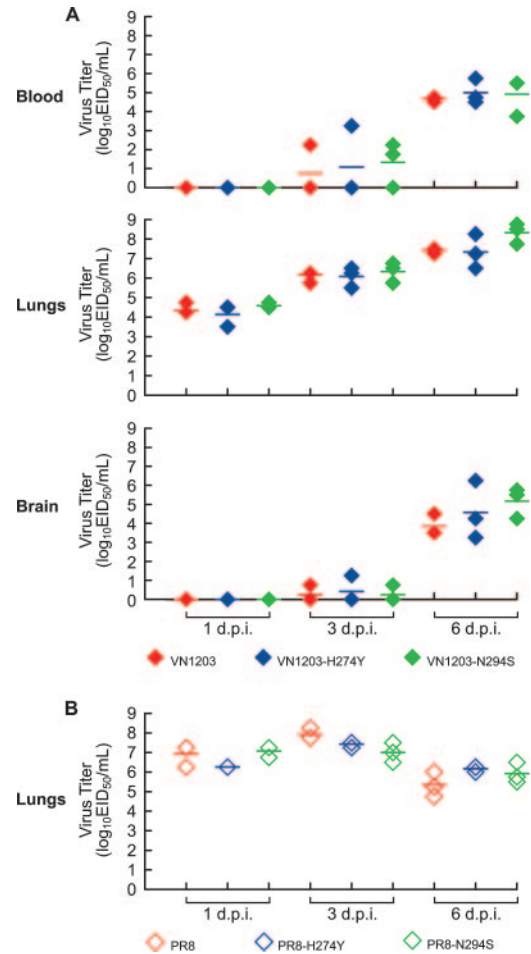 A
Blood
Virus Titer
(log10EID50/mL)
9
8
7
6
5
4
3
2
1
0
Lungs
Virus Titer
(log10EID50/mL)
9
8
7
6
5
4
3
2
1
0
Brain
Virus Titer
(log10EID50/mL)
9
8
7
6
5
4
3
2
1
0
1 d.p.i. 3 d.p.i. 6 d.p.i.
VN1203 VN1203-H274Y VN1203-N294S
B
Lungs
Virus Titer
(log10EID50/mL)
9
8
7
6
5
4
3
2
1
0
1 d.p.i. 3 d.p.i. 6 d.p.i.
PR8 PR8-H274Y PR8-N294S